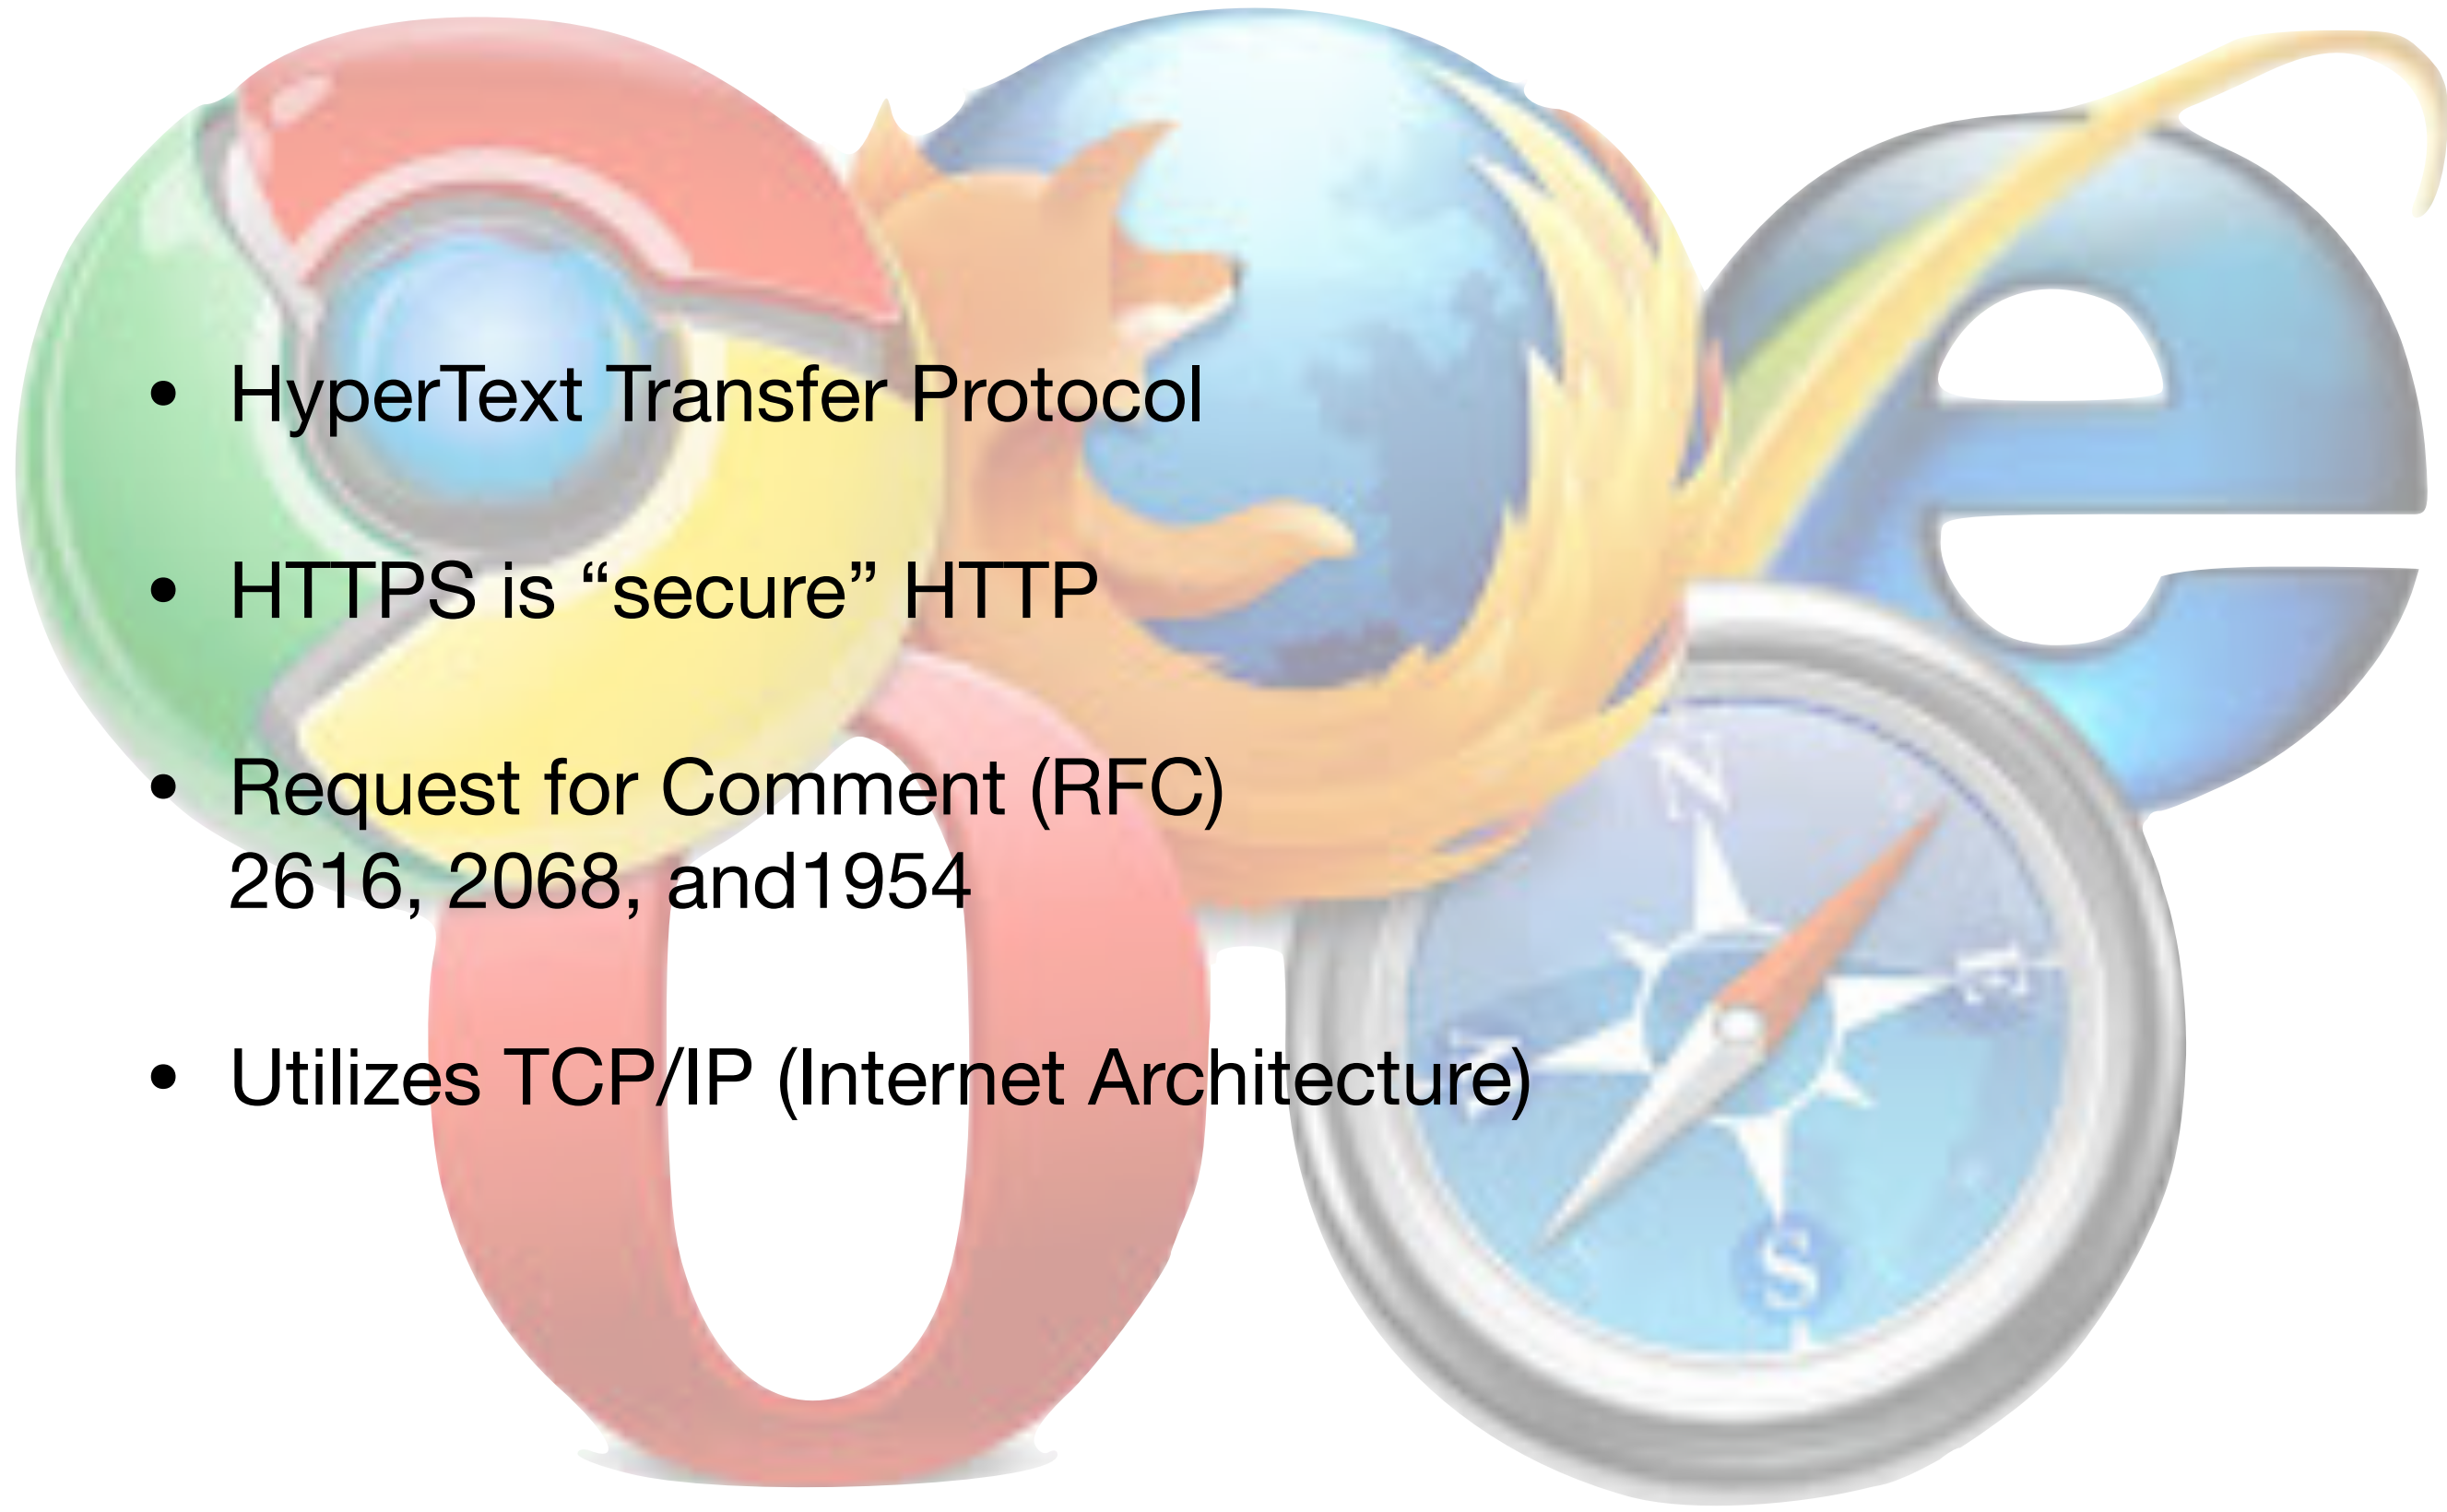 • HyperText Transfer Protocol
• HTTPS is “secure” HTTP
• Request for Comment (RFC)
2616, 2068, and1954
• Utilizes TCP/IP (Internet Architecture)
N
E
S